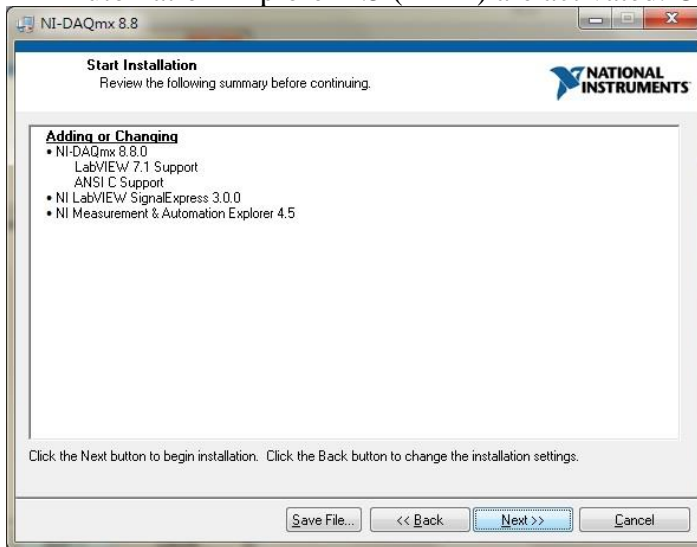 NI-DAQmx 8.8
Start Installation
Review the following summary before continuing.
NATIONAL
INSTRUMENTS
Adding or Changing
• NI-DAQmx 8.8.0
LabVIEW 7.1 Support
ANSI C Support
• NI LabVIEW SignalExpress 3.0.0
• NI Measurement & Automation Explorer 4.5
Click the Next button to begin installation. Click the Back button to change the installation settings.
Save File... << Back Next >> Cancel